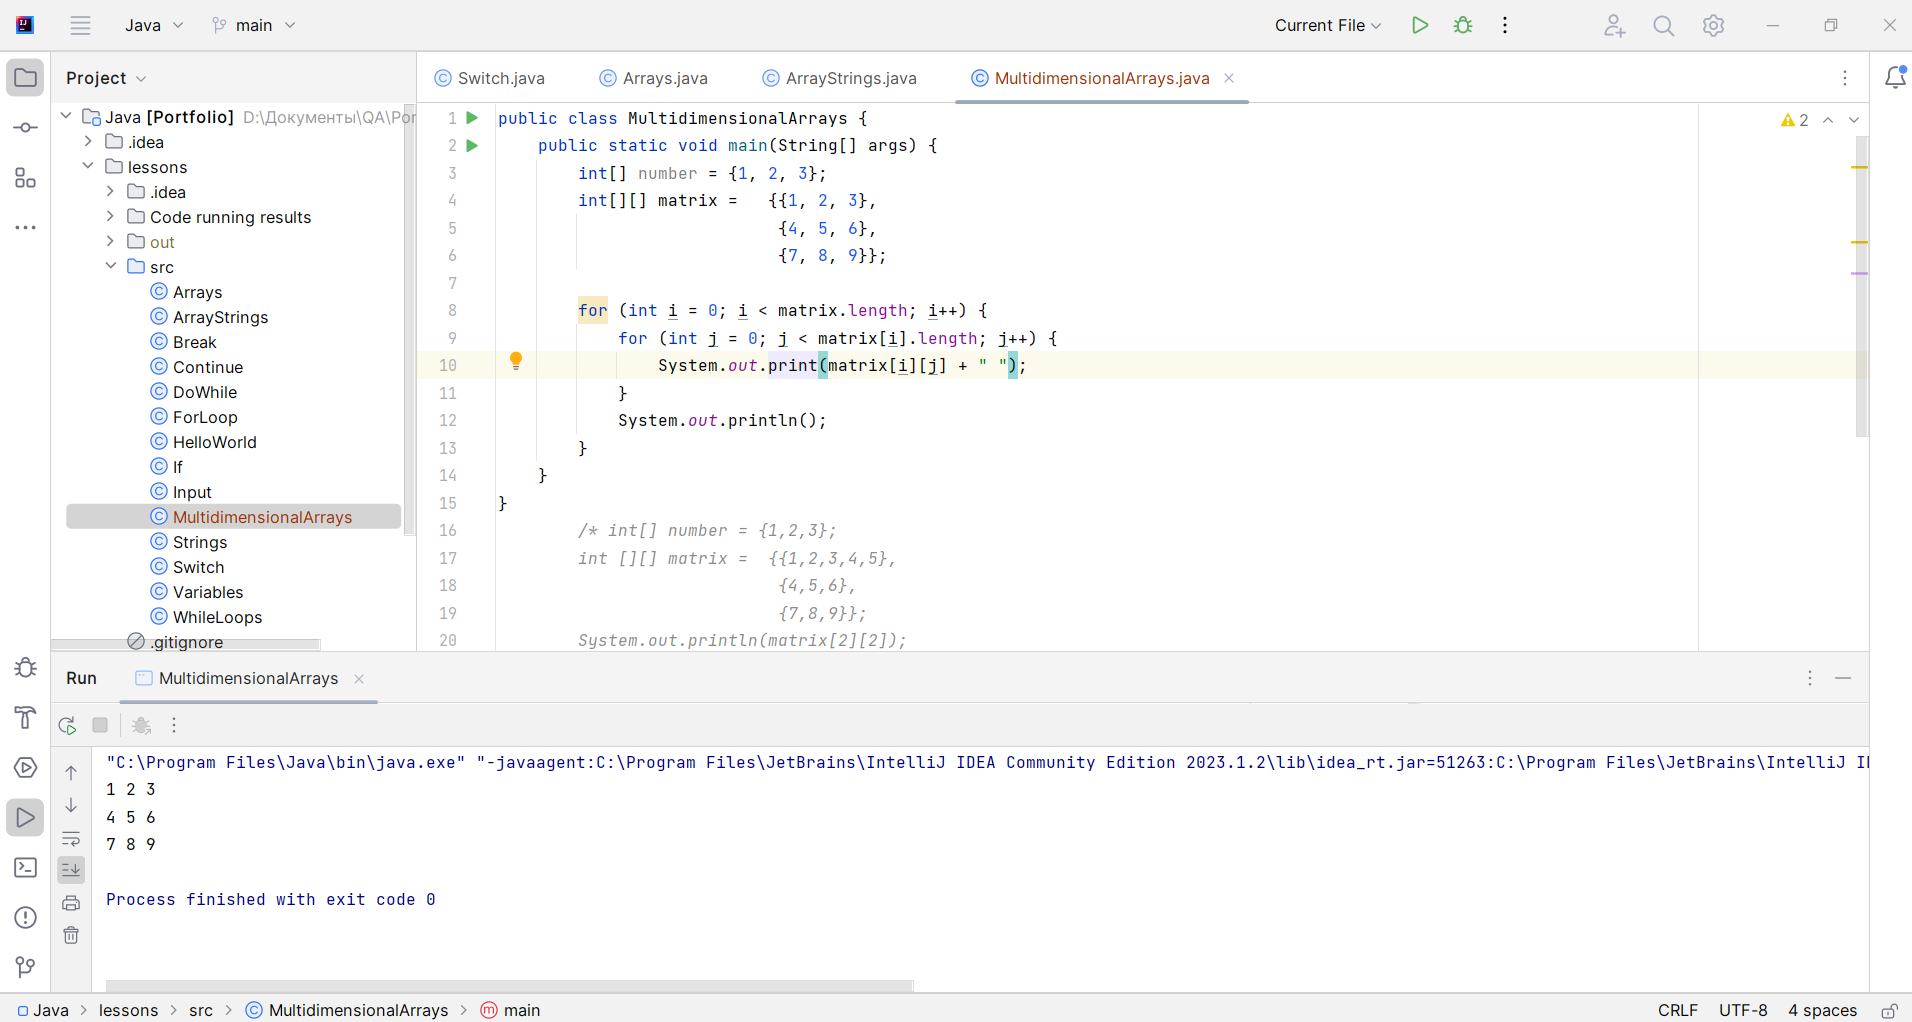 Java main Current File
Project
Switch.java Arrays.java ArrayStrings.java MultidimensionalArrays.java
Java [Portfolio] D:\Документы\QA\Por
.idea
lessons
.idea
Code running results
out
src
Arrays
ArrayStrings
Break
Continue
DoWhile
ForLoop
HelloWorld
If
Input
MultidimensionalArrays
Strings
Switch
Variables
WhileLoops
.gitignore
2
1 public class MultidimensionalArrays {
2     public static void main(String[] args) {
3         int[] number = {1, 2, 3};
4         int[][] matrix =   {{1, 2, 3},
5                             {4, 5, 6},
6                             {7, 8, 9}};
7
8         for (int i = 0; i < matrix.length; i++) {
9             for (int j = 0; j < matrix[i].length; j++) {
10                 System.out.print(matrix[i][j] + " ");
11             }
12             System.out.println();
13         }
14     }
15 }
16         /* int[] number = {1,2,3};
17         int [][] matrix =  {{1,2,3,4,5},
18                             {4,5,6},
19                             {7,8,9}};
20         System.out.println(matrix[2][2]);
Run MultidimensionalArrays
"C:\Program Files\Java\bin\java.exe" "-javaagent:C:\Program Files\JetBrains\IntelliJ IDEA Community Edition 2023.1.2\lib\idea_rt.jar=51263:C:\Program Files\JetBrains\IntelliJ
1 2 3
4 5 6
7 8 9
Process finished with exit code 0
Java lessons src MultidimensionalArrays main CRLF UTF-8 4 spaces